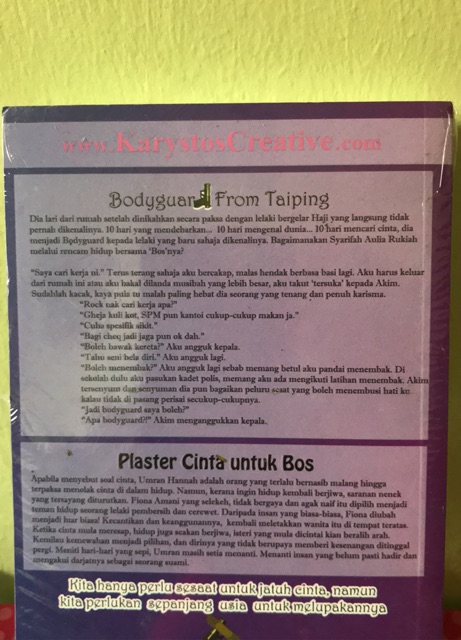 www.KarystosCreative.com
Bodyguard From Taiping
Dia lari dari rumah setelah dinikahkan secara paksa dengan lelaki bergelar Haji yang langsung tidak
pernah dikenalinya. 10 hari yang mendebarkan... 10 hari mengenal dunia... 10 hari mencari cinta, dia
menjadi Bodyguard kepada lelaki yang baru sahaja dikenalinya. Bagaimanakan Syarifah Aulia Rukiah
melalui rencam hidup bersama 'Bos'nya?
"Saya cari kerja ni." Terus terang sahaja aku bercakap, malas hendak berbasa basi lagi. Aku harus keluar
dari rumah ini atau aku bakal dilanda musibah yang lebih besar, aku takut 'tersuka' kepada Akim.
Sudahlah kacak, kaya pula tu malah paling hebat dia seorang yang tenang dan penuh karisma.
"Rock nak cari kerja apa?"
"Gheja kuli kot, SPM pun kantoi cukup-cukup makan ja."
"Cuba spesifik sikit."
"Bagi cheq jadi jaga pun ok dah."
"Boleh bawak kereta?" Aku angguk kepala.
"Tahu seni bela diri." Aku angguk lagi.
"Boleh menembak?" Aku angguk lagi sebab memang betul aku pandai menembak. Di
sekolah dulu aku pasukan kadet polis, memang aku ada mengikuti latihan menembak. Akim
tersenyum dan senyuman dia pun bagaikan peluru sesat yang boleh menembusi hati ku
kalau tidak di pasang perisai secukup-cukupnya.
"jadi bodyguard saya boleh?"
"Apa bodyguard?!" Akim menganggukkan kepala.
Plaster Cinta untuk Bos
Apabila menyebut soal cinta, Umran Hannah adalah orang yang terlalu bernasib malang hingga
terpaksa menolak cinta di dalam hidup. Namun, kerana ingin hidup kembali berjiwa, saranan nenek
yang tersayang diturutkan. Fiona Amani yang selekeh, tidak bergaya dan agak naif itu dipilih menjadi
teman hidup seorang lelaki pembersih dan cerewet. Daripada insan yang biasa-biasa, Fiona diubah
menjadi luar biasa! Kecantikan dan keanggunannya, kembali meletakkan wanita itu di tempat teratas.
Ketika cinta mula meresap, hidup juga seakan berjiwa, isteri yang mula dicintai kian beralih arah.
Kemilau kemewahan menjadi pilihan, dan dirinya yang tidak berupaya memberi kesenangan ditinggal
pergi. Meniti hari-hari yang sepi, Umran masih setia menanti. Menanti insan yang belum pasti hadir dan
mengakui darjatnya sebagai seorang suami.
Kita hanya perlu sesaat untuk jatuh cinta, namun
kita perlukan sepanjang usia untuk melupakannya